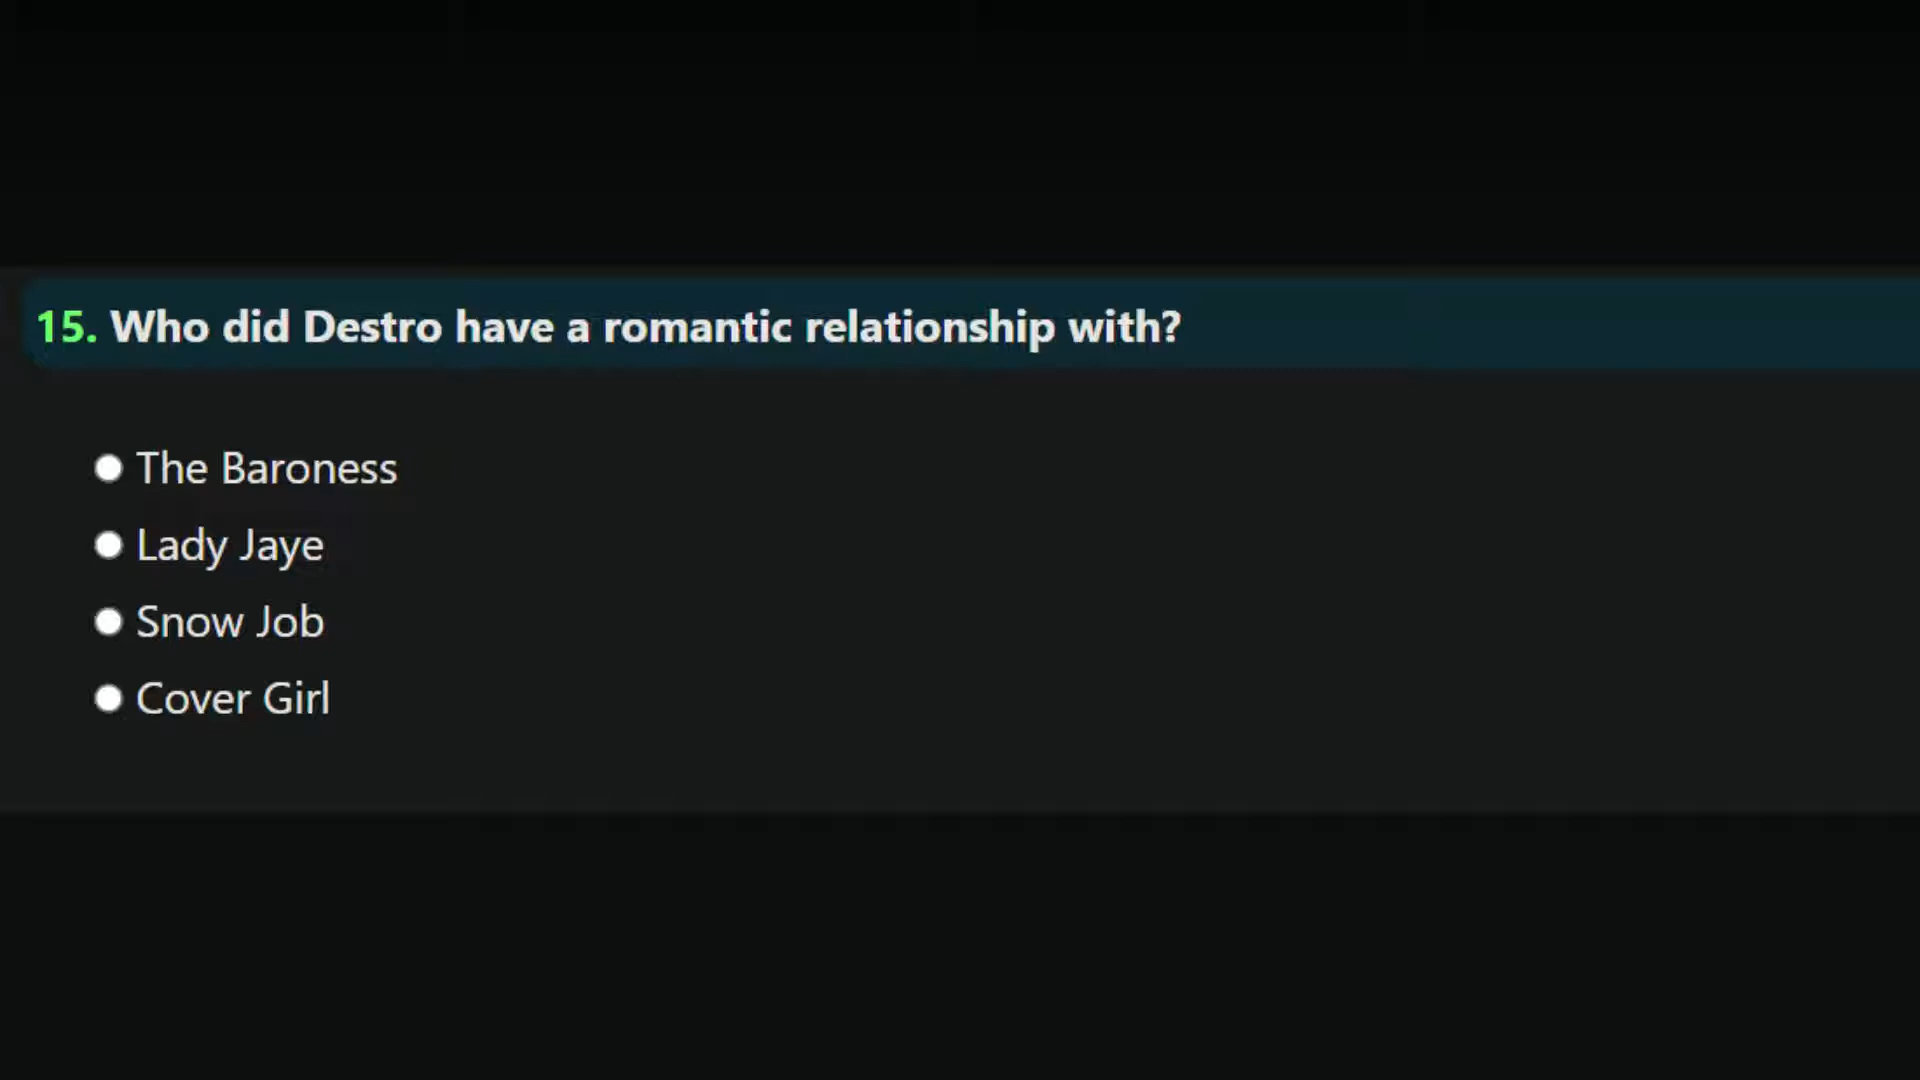 15. Who did Destro have a romantic relationship with?
The Baroness
Lady Jaye
Snow Job
Cover Girl